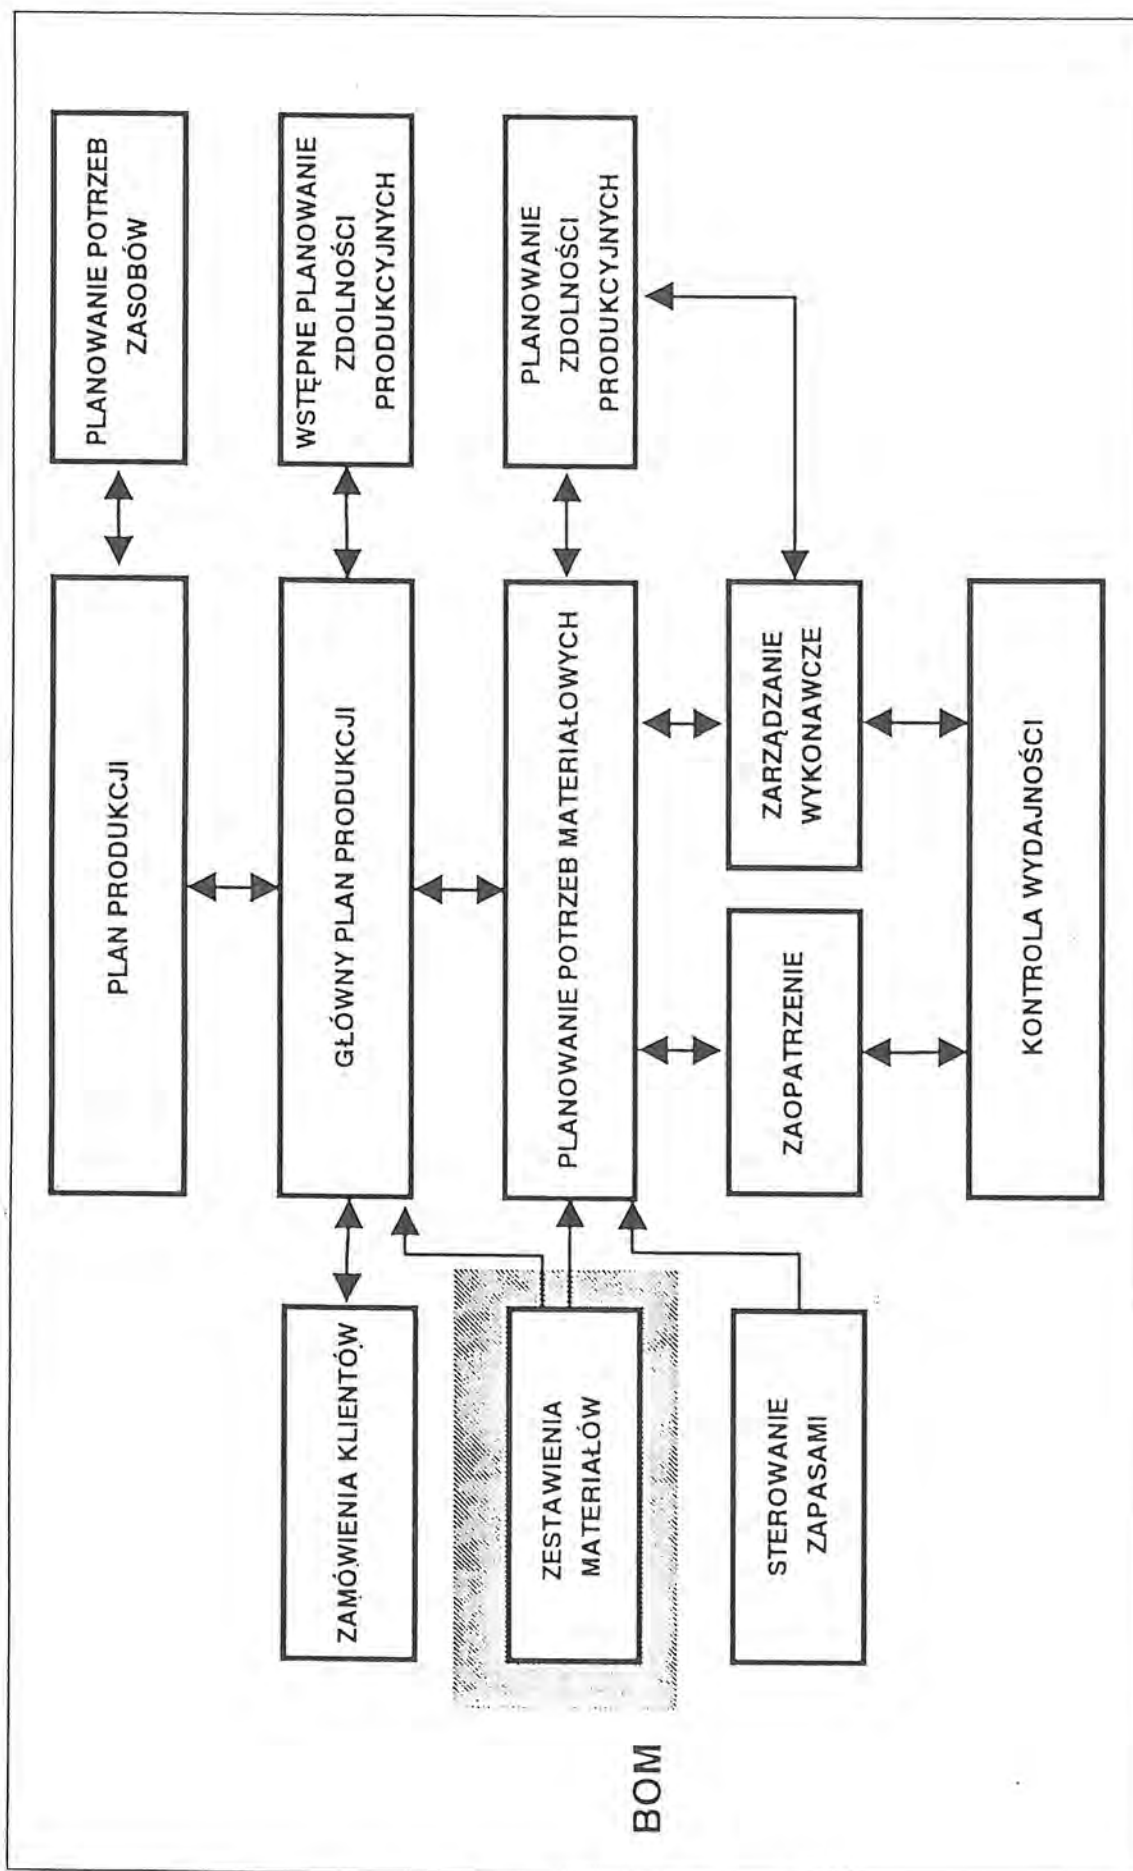 PLAN PRODUKCJI
PLANOWANIE POTRZEB
ZASOBÓW
ZAMÓWIENIA KLIENTÓW
GŁÓWNY PLAN PRODUKCJI
WSTĘPNE PLANOWANIE
ZDOLNOŚCI
PRODUKCYJNYCH
ZESTAWIENIA
MATERIAŁÓW
PLANOWANIE POTRZEB MATERIAŁOWYCH
PLANOWANIE
ZDOLNOŚCI
PRODUKCYJNYCH
BOM
STEROWANIE
ZAPASAMI
ZAOPATRZENIE
ZARZĄDZANIE
WYKONAWCZE
KONTROLA WYDAJNOŚCI